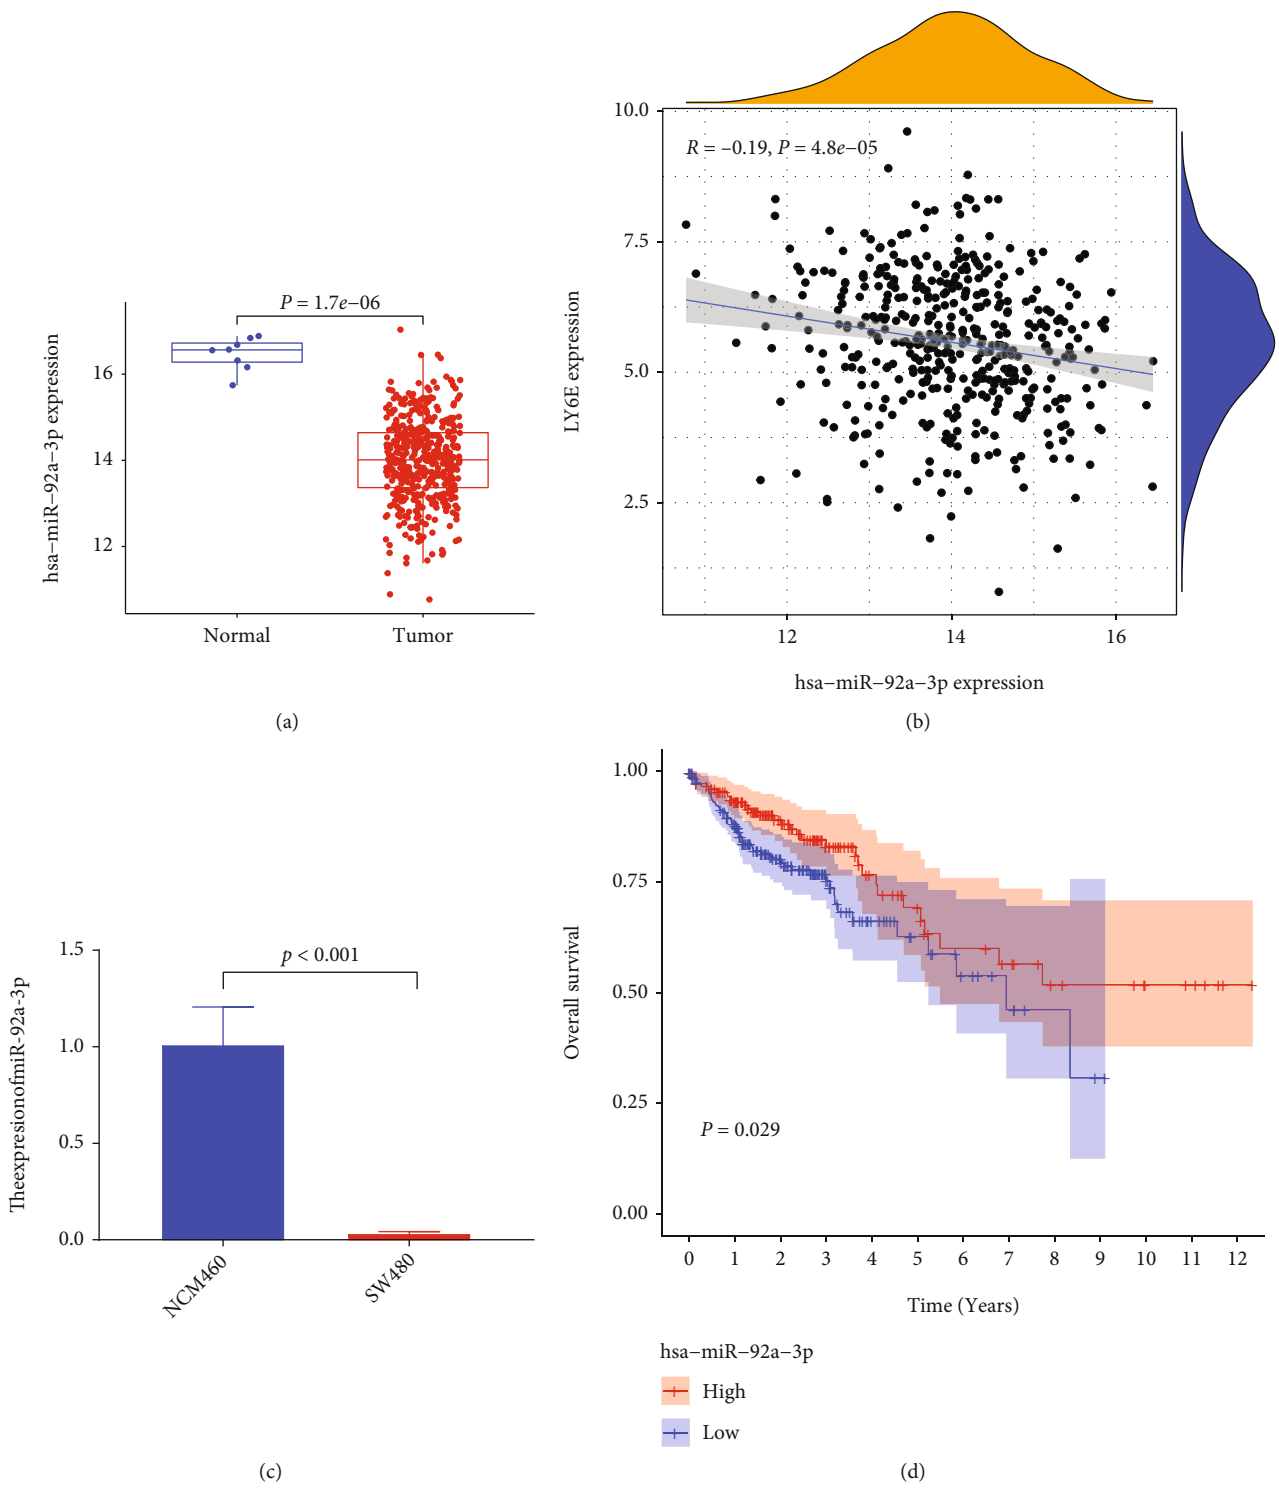 P = 1.7e−06
hsa−miR−92a−3p expression
16
14
12
Normal
Tumor
(a)
R = −0.19, P = 4.8e−05
LY6E expression
10.0
7.5
5.0
2.5
12
14
16
hsa−miR−92a−3p expression
(b)
p < 0.001
TheexpresionofmiR-92a-3p
1.5
1.0
0.5
0.0
NCM460
SW480
(c)
Overall survival
1.00
0.75
0.50
0.25
0.00
P = 0.029
0 1 2 3 4 5 6 7 8 9 10 11 12
Time (Years)
hsa−miR−92a−3p
High
Low
(d)